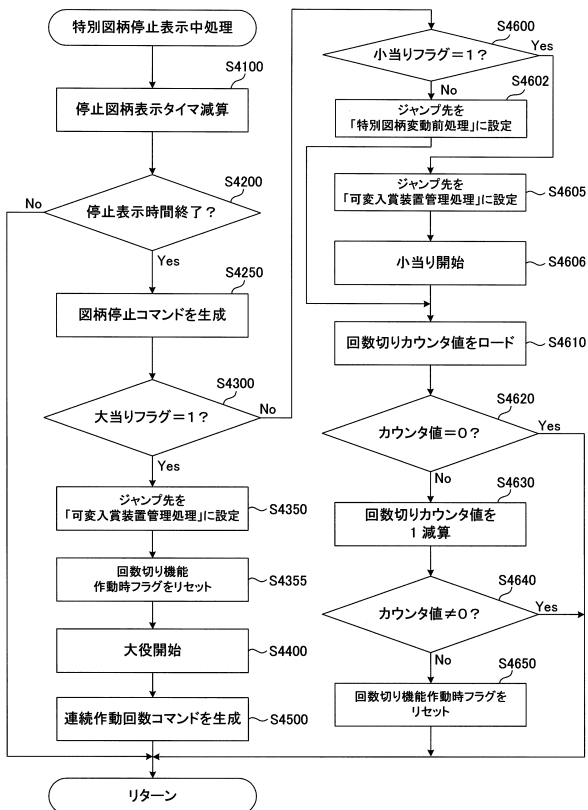 特別図柄停止表示中処理
S4100
停止図柄表示タイマ減算
S4200
停止表示時間終了?
No
Yes
S4250
図柄停止コマンドを生成
S4300
大当りフラグ=1?
No
Yes
ジャンプ先を
「可変入賞装置管理処理」に設定
S4350
回数切り機能
作動時フラグをリセット
S4355
大役開始
S4400
連続作動回数コマンドを生成
S4500
リターン
S4600
小当りフラグ=1?
Yes
No
S4602
ジャンプ先を
「特別図柄変動前処理」に設定
ジャンプ先を
「可変入賞装置管理処理」に設定
S4605
小当り開始
S4606
回数切りカウンタ値をロード
S4610
S4620
カウンタ値=0?
Yes
No
S4630
回数切りカウンタ値を
1減算
S4640
カウンタ値≠0?
Yes
No
S4650
回数切り機能作動時フラグを
リセット